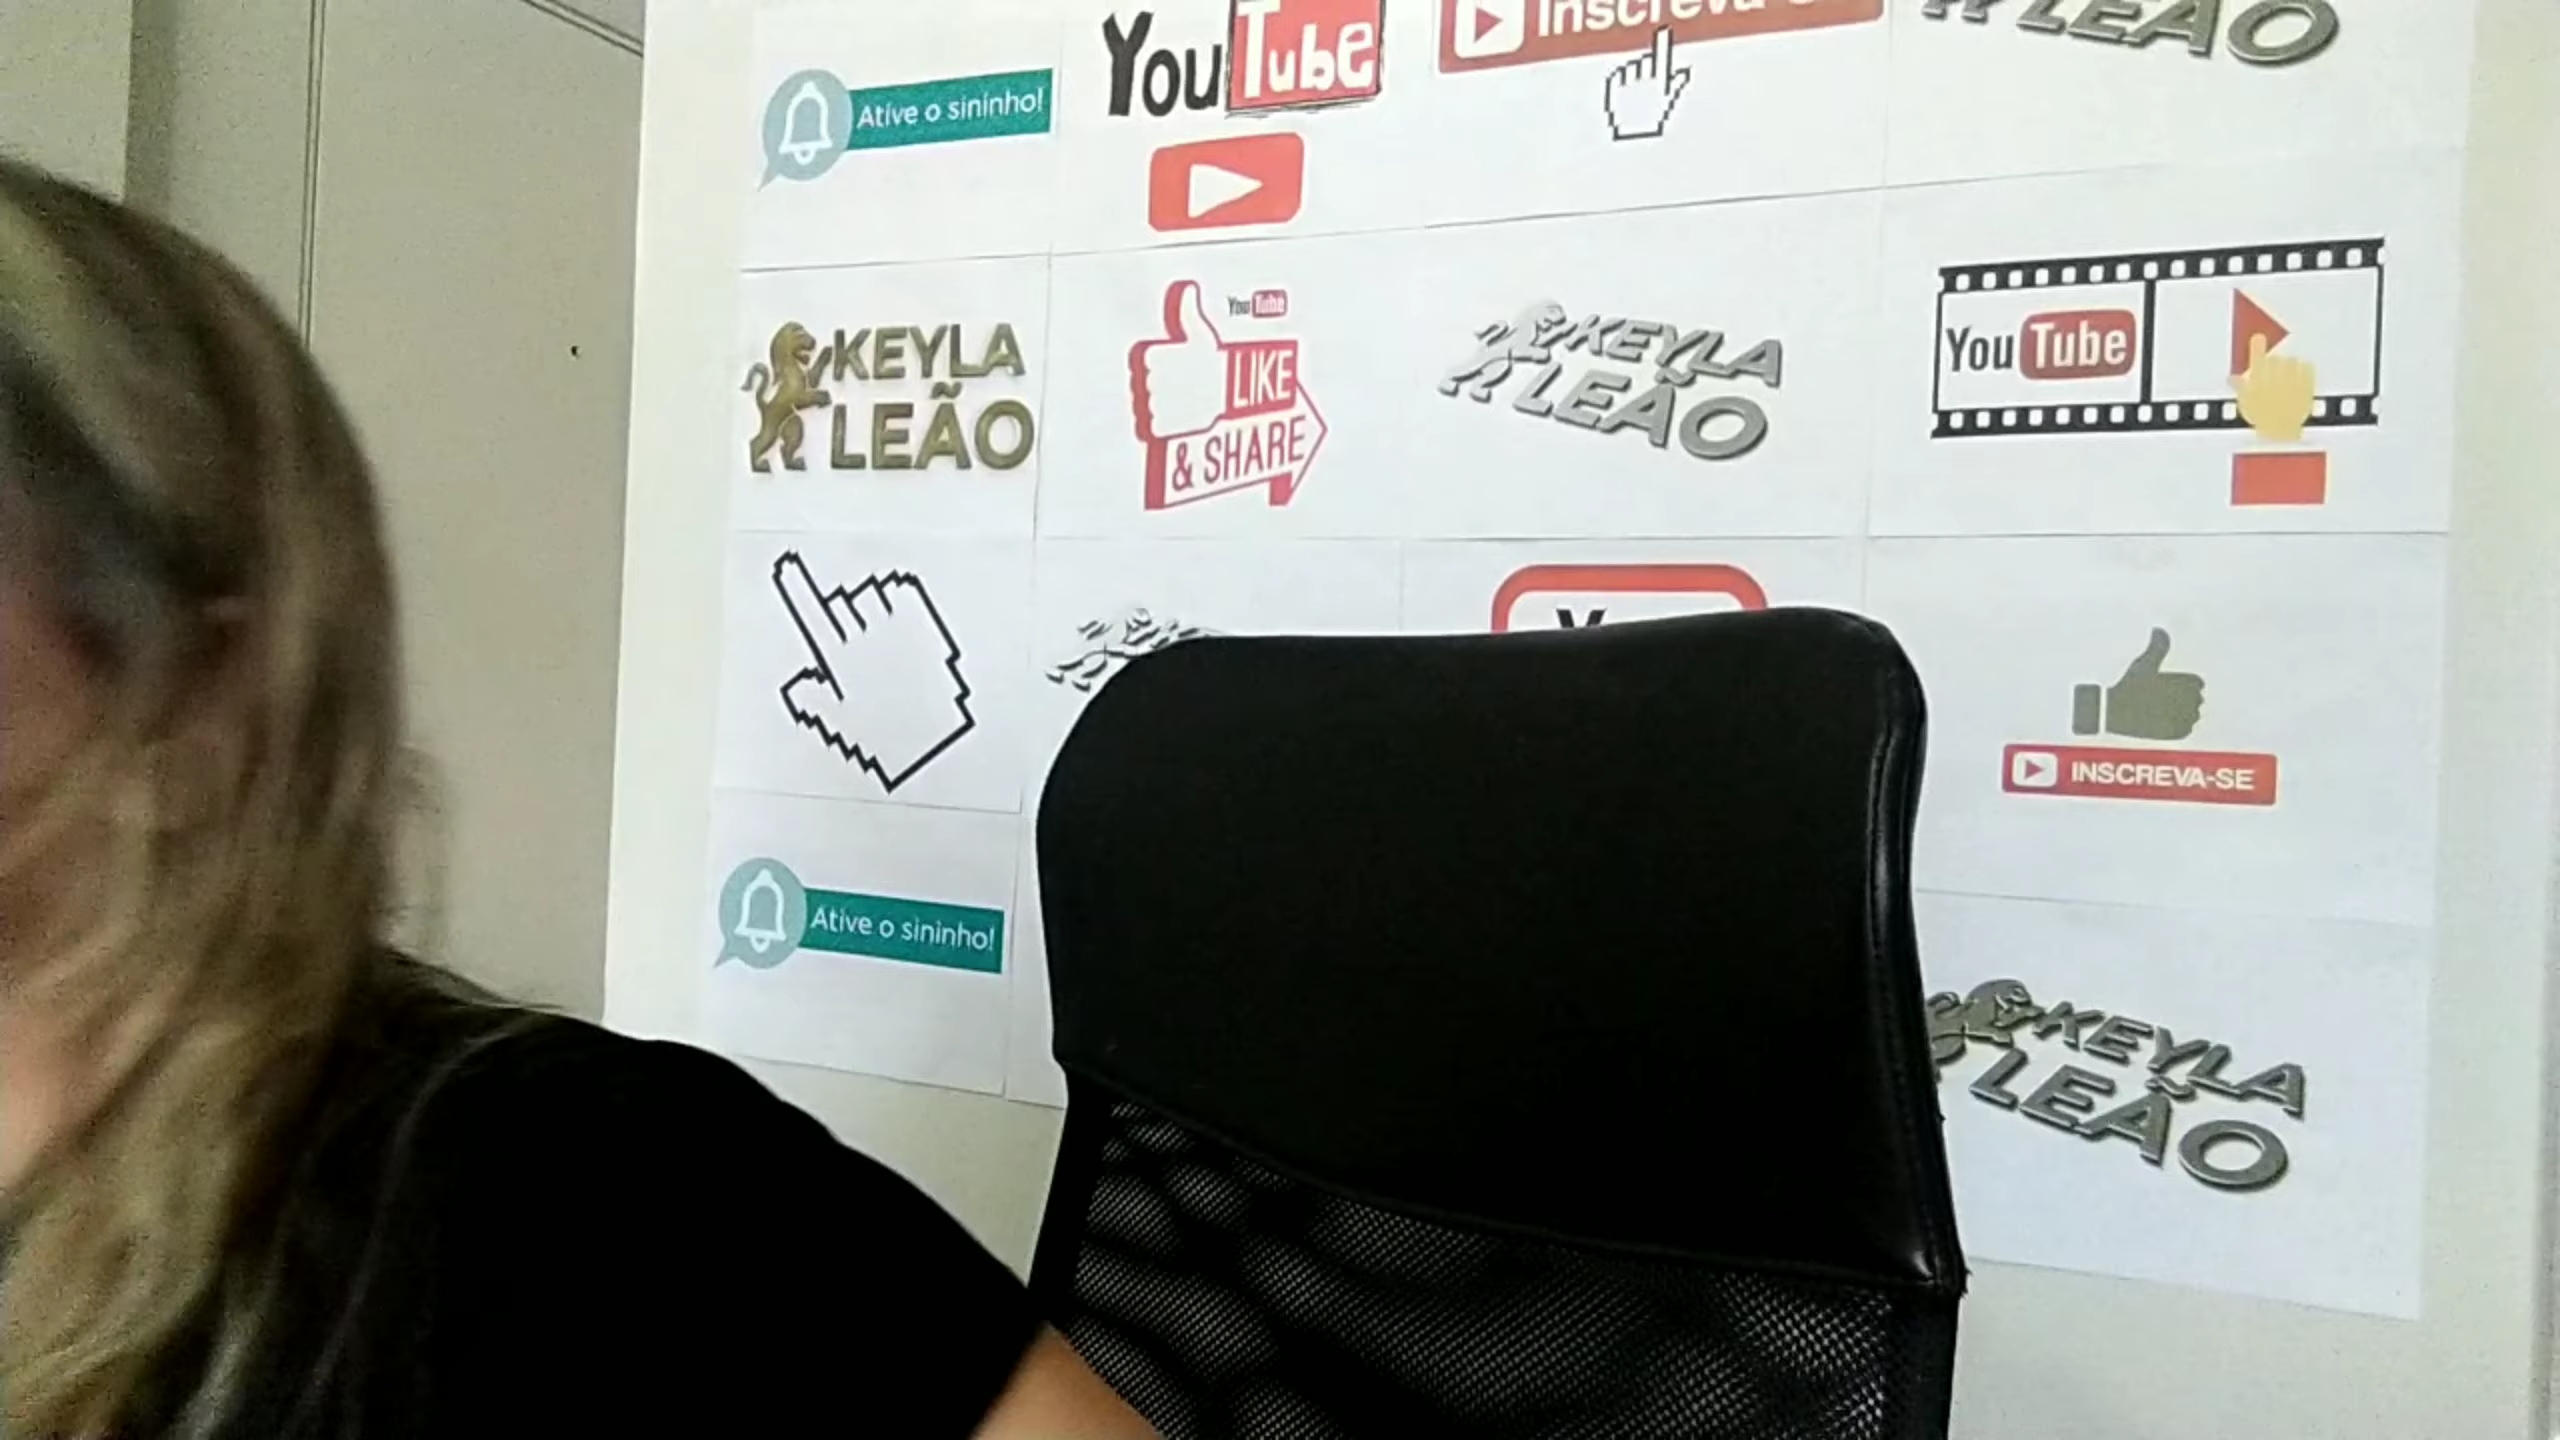 Ative o sininho!
YouTube
Inscreva-se
LEÃO
KEYLA
LEÃO
YouTube
LIKE
& SHARE
KEYLA
LEÃO
YouTube
INSCREVA-SE
Ative o sininho!
KEYLA
LEÃO